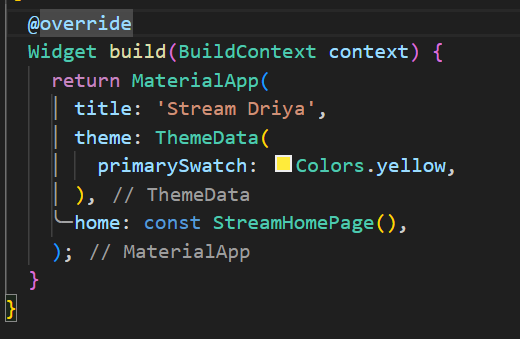 @override
Widget build(BuildContext context) {
return MaterialApp(
title: 'Stream Driya',
theme: ThemeData(
primarySwatch: Colors.yellow,
), // ThemeData
home: const StreamHomePage(),
); // MaterialApp
}
}